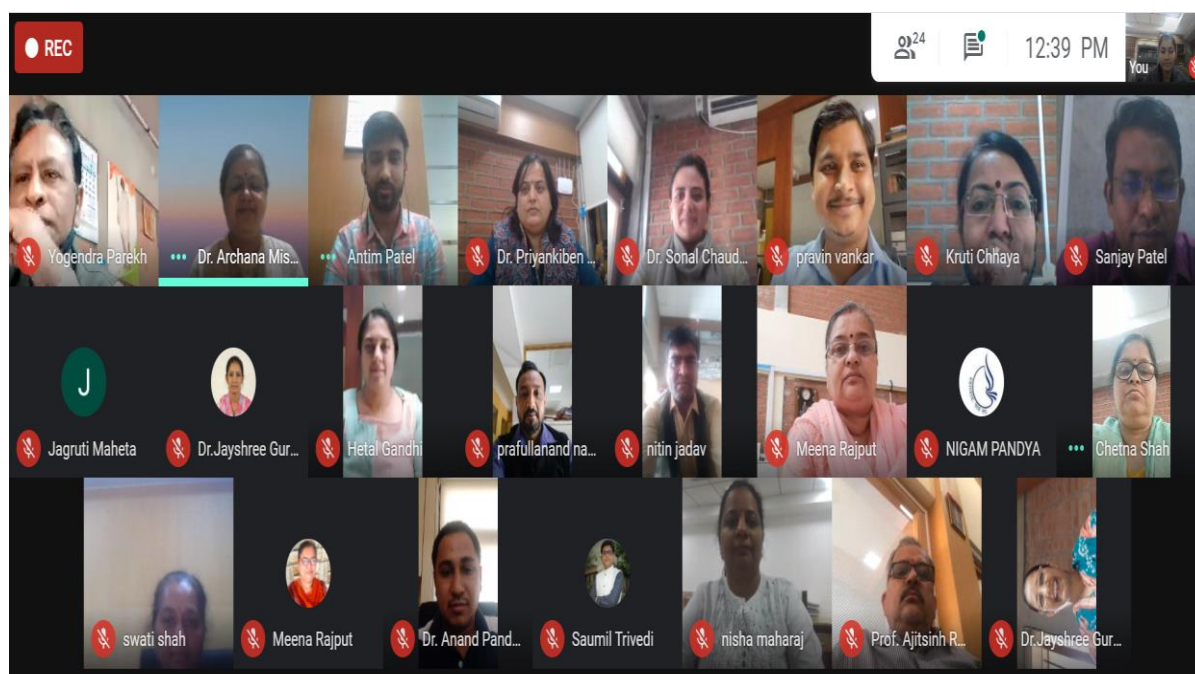 REC
24
12:39 PM
You
Yogendra Parekh
Dr. Archana Mis...
Antim Patel
Dr. Priyankiben ...
Dr. Sonal Chaud...
pravin vankar
Kruti Chhaya
Sanjay Patel
J
Jagruti Maheta
Dr.Jayshree Gur...
Hetal Gandhi
prafullanand na...
nitin jadav
Meena Rajput
NIGAM PANDYA
Chetna Shah
swati shah
Meena Rajput
Dr. Anand Pand...
Saumil Trivedi
nisha maharaj
Prof. Ajitsinh R...
Dr.Jayshree Gur...